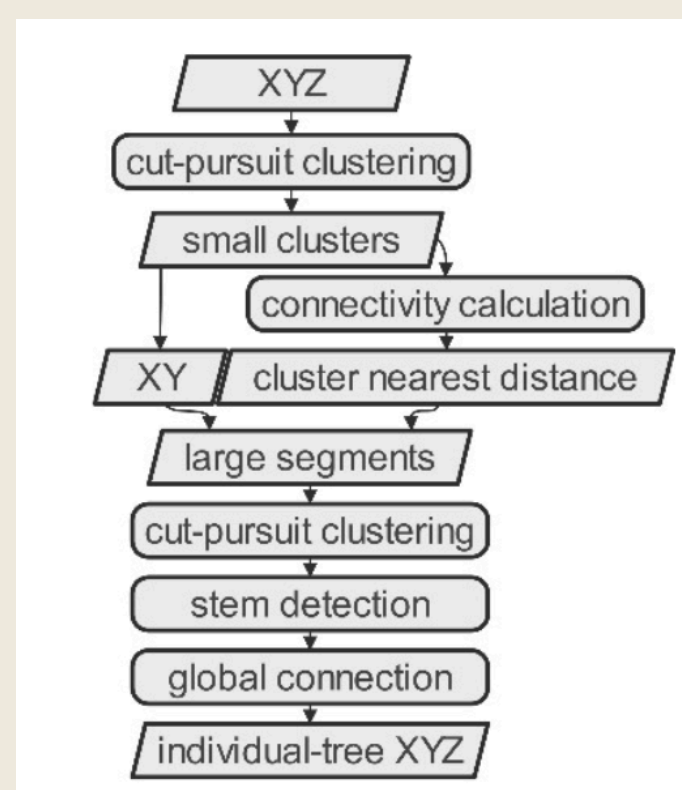 XYZ
cut-pursuit clustering
small clusters
connectivity calculation
XY
cluster nearest distance
large segments
cut-pursuit clustering
stem detection
global connection
individual-tree XYZ